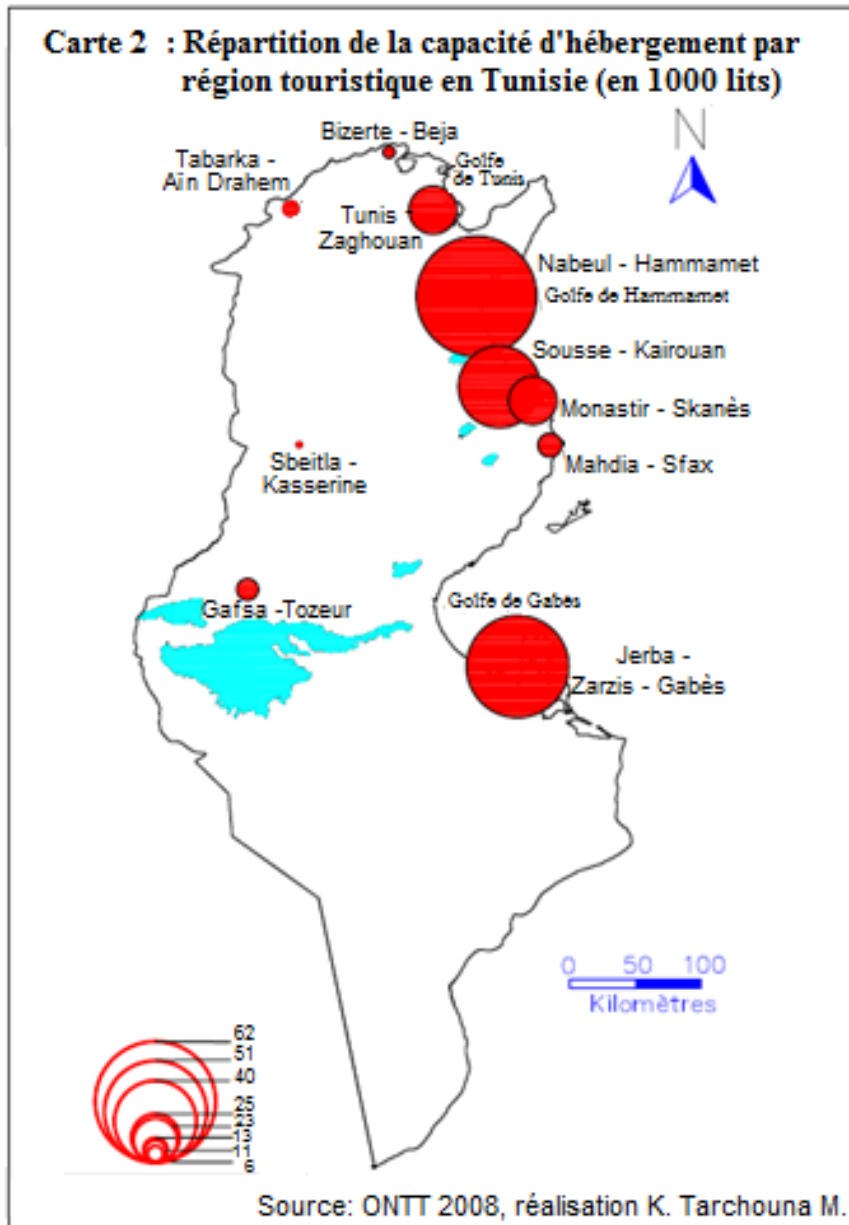 Carte 2 : Répartition de la capacité d'hébergement par
région touristique en Tunisie (en 1000 lits)
N
Bizerte - Beja
Tabarka -
Aïn Drahem
Golfe
de Tunis
Tunis -
Zaghouan
Nabeul - Hammamet
Golfe de Hammamet
Sousse - Kairouan
Monastir - Skanès
Mahdia - Sfax
Sbeitla -
Kasserine
Gafsa -Tozeur
Golfe de Gabès
Jerba -
Zarzis - Gabès
0 50 100
Kilomètres
62
51
40
25
23
13
11
6
Source: ONTT 2008, réalisation K. Tarchouna M.